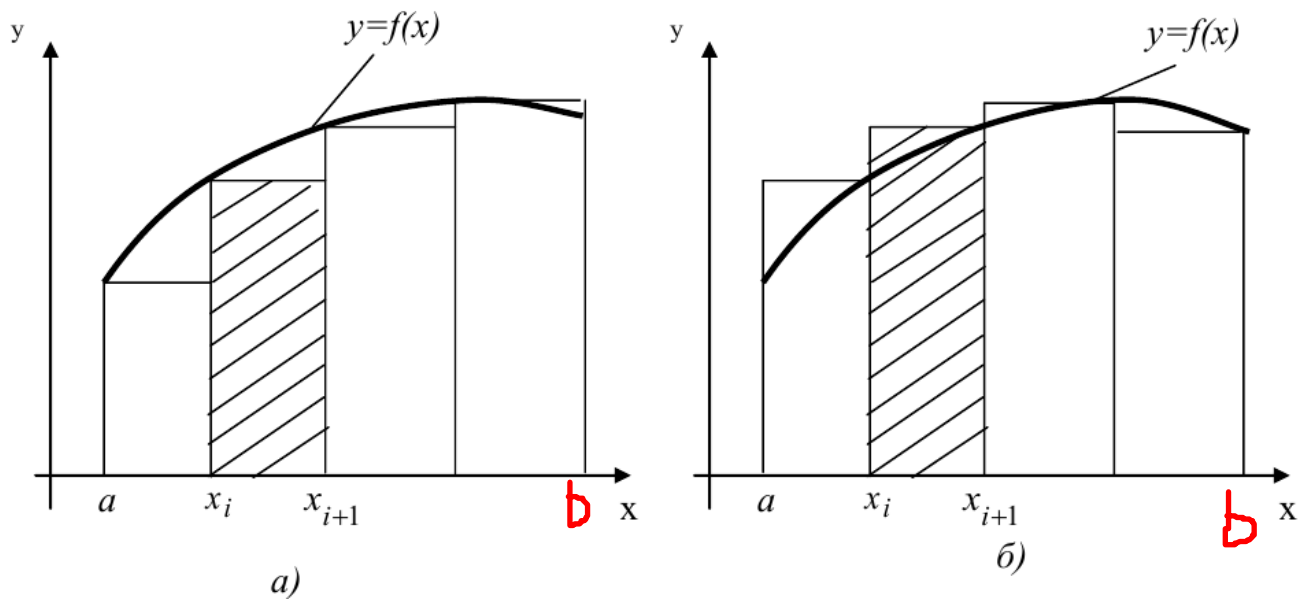 y
y=f(x)
a
x_i
x_{i+1}
b
x
а)
y
y=f(x)
a
x_i
x_{i+1}
b
x
б)